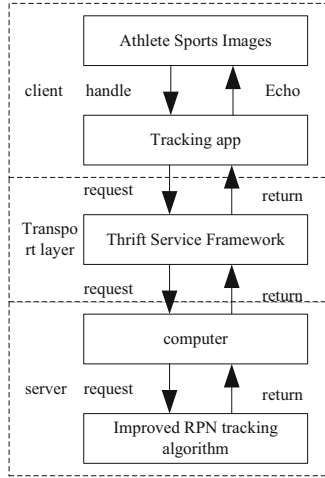 Athlete Sports Images
client handle Echo
Tracking app
request return
Transpo
rt layer
Thrift Service Framework
request return
computer
server request return
Improved RPN tracking
algorithm